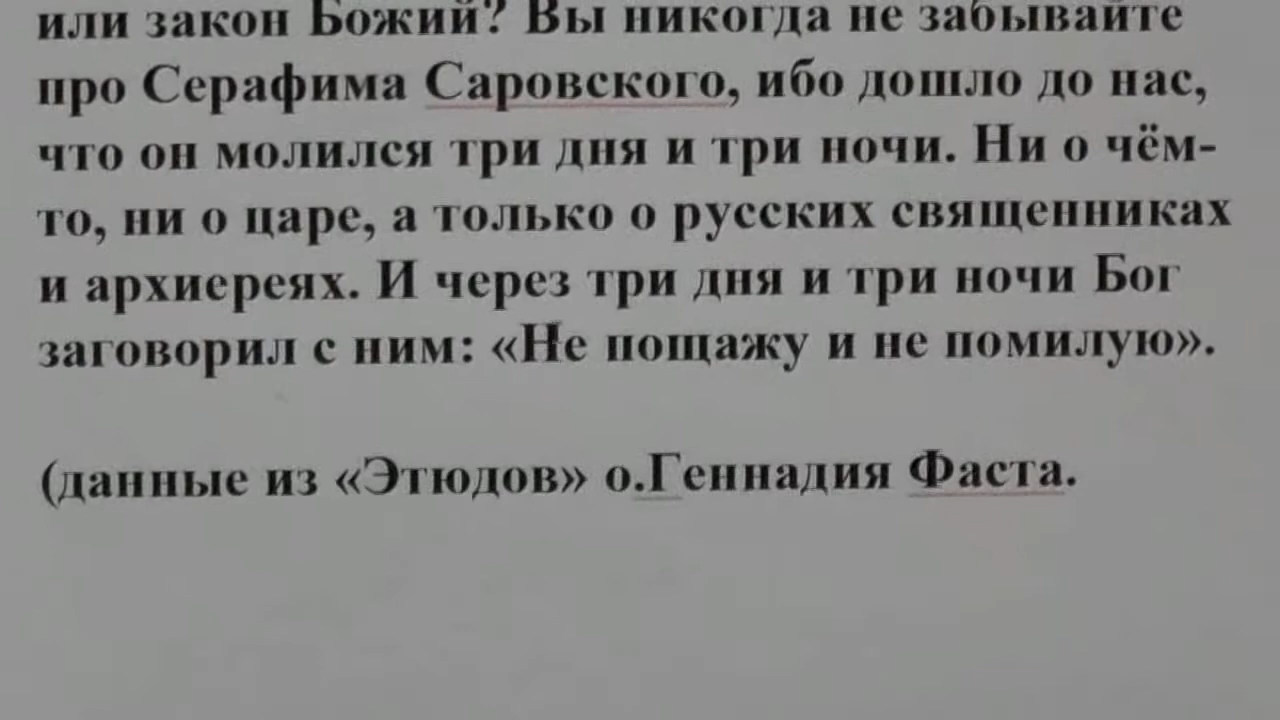 или закон Божий? Вы никогда не забывайте
про Серафима Саровского, ибо дошло до нас,
что он молился три дня и три ночи. Ни о чём-
то, ни о царе, а только о русских священниках
и архиереях. И через три дня и три ночи Бог
заговорил с ним: «Не пощажу и не помилую».
(данные из «Этюдов» о.Геннадия Фаста.